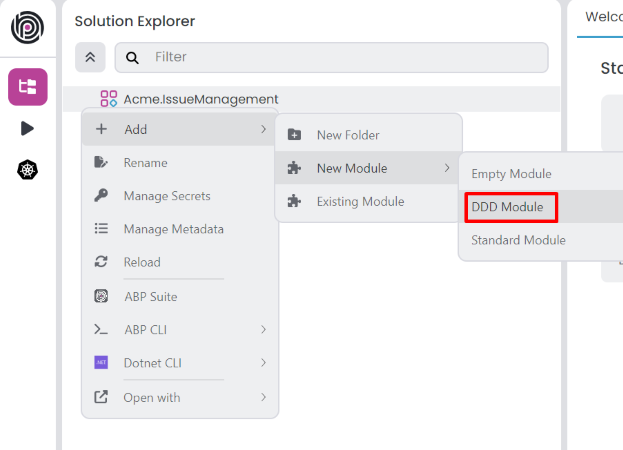 Solution Explorer
Welco
Filter
Sta
Acme.IssueManagement
Add
New Folder
Rename
New Module
Empty Module
Manage Secrets
Existing Module
DDD Module
Manage Metadata
Standard Module
Reload
ABP Suite
ABP CLI
.NET
Dotnet CLI
Open with